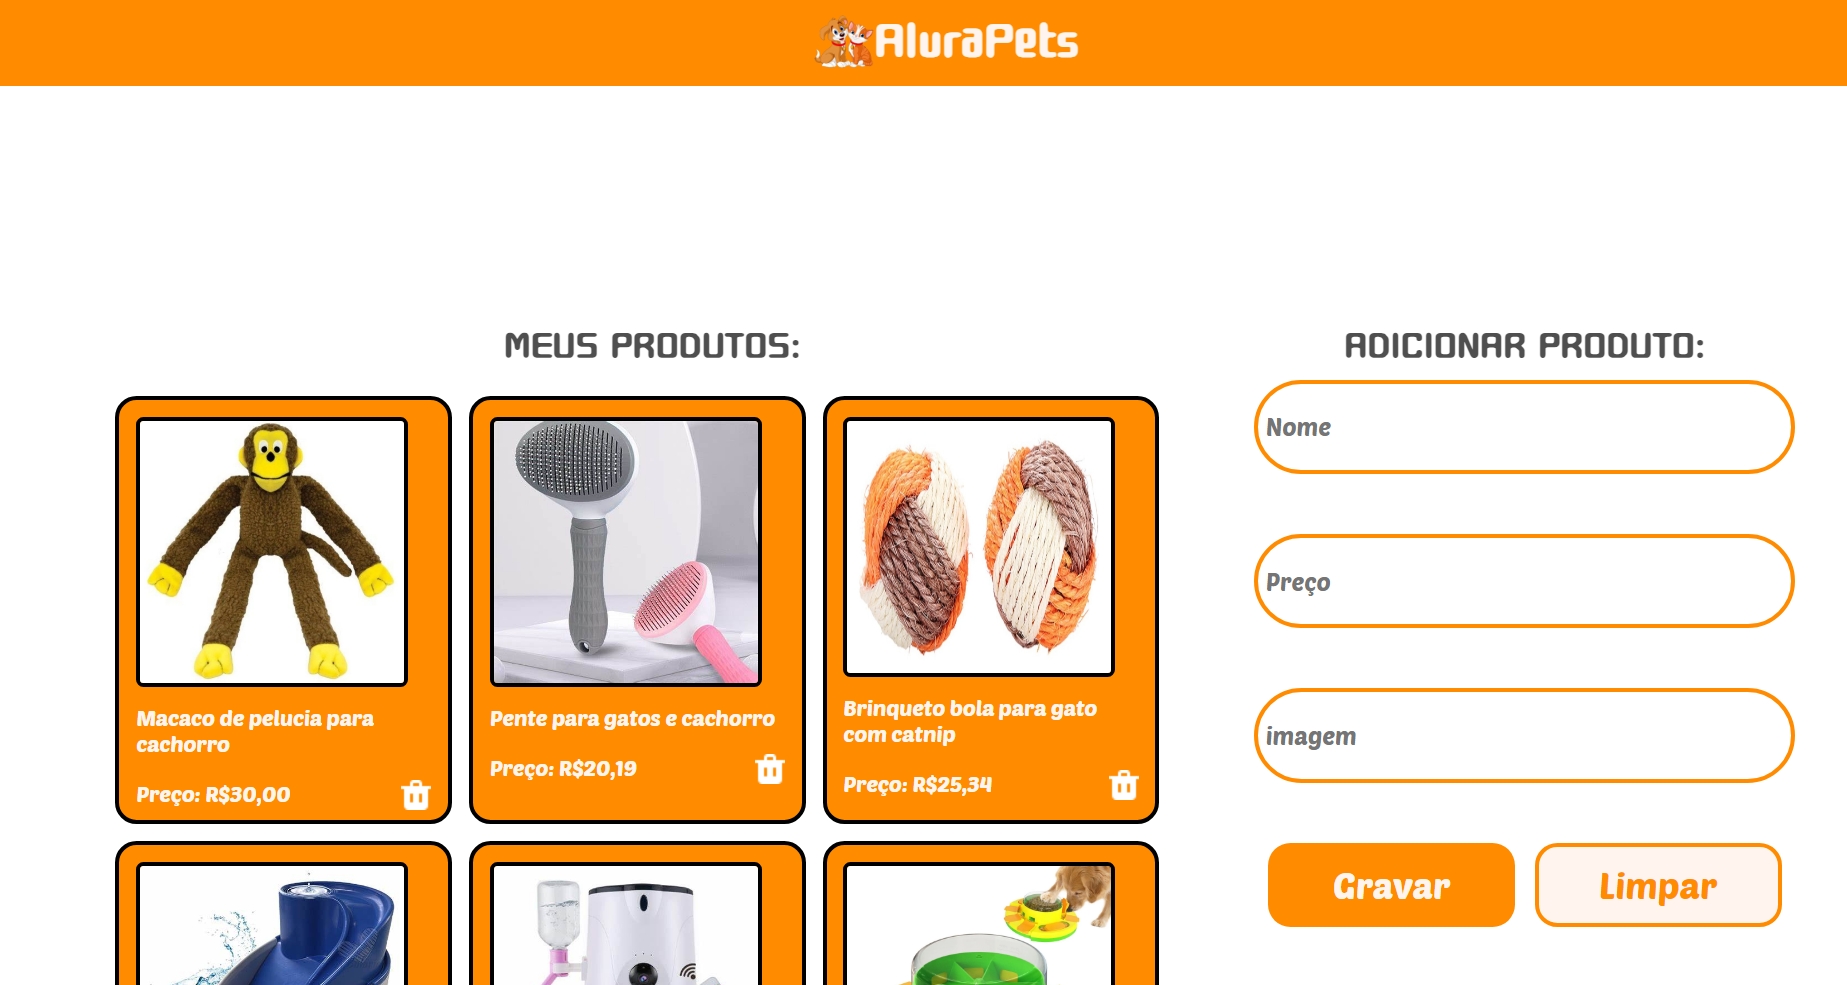 AluraPets
MEUS PRODUTOS:
Macaco de pelucia para
cachorro
Preço: R$30,00
Pente para gatos e cachorro
Preço: R$20,19
Brinqueto bola para gato
com catnip
Preço: R$25,34
ADICIONAR PRODUTO:
Nome
Preço
imagem
Gravar
Limpar